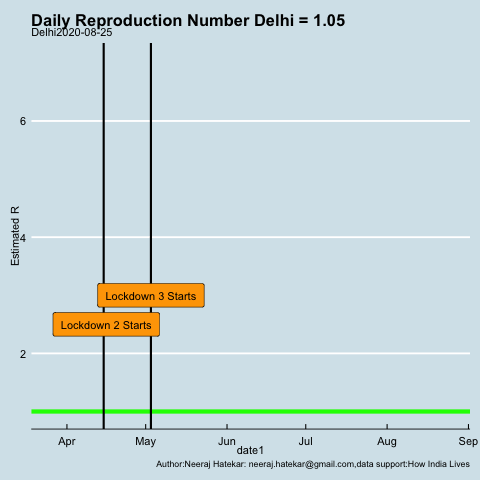 Daily Reproduction Number Delhi = 1.05
Delhi2020-08-25
6
4
2
Estimated R
Lockdown 3 Starts
Lockdown 2 Starts
Apr May Jun Jul Aug Sep
date1
Author:Neeraj Hatekar: neeraj.hatekar@gmail.com,data support:How India Lives